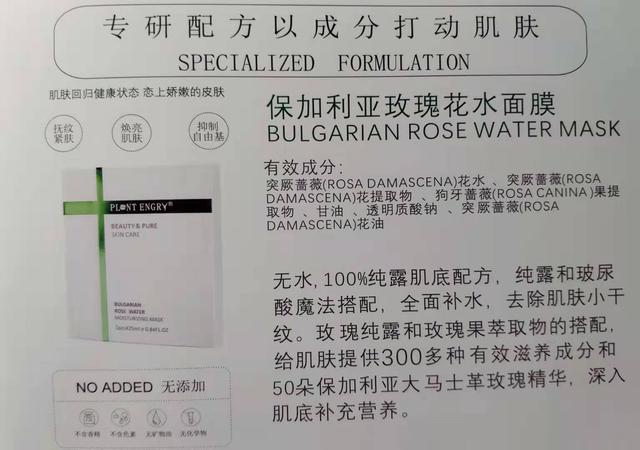 专研配方以成分打动肌肤
SPECIALIZED FORMULATION
肌肤回归健康状态 恋上娇嫩的皮肤
抚纹
紧肤
焕亮
肌肤
抑制
自由基
PLANT ENGRY®
BEAUTY& PURE
SKIN CARE
BULGARIAN
ROSE WATER
MOISTURIZING MASK
NO ADDED 无添加
不含香精
不含色素
无矿物油
无化学物
保加利亚玫瑰花水面膜
BULGARIAN ROSE WATER MASK
有效成分:
突厥蔷薇(ROSA DAMASCENA)花水 、突厥蔷薇(ROSA
DAMASCENA)花提取物 、狗牙蔷薇(ROSA CANINA )果提
取物 、甘油 、透明质酸钠 、突厥蔷薇(ROSA
DAMASCENA)花油
无水, 100%纯露肌底配方, 纯露和玻尿
酸魔法搭配, 全面补水, 去除肌肤小干
纹。玫瑰纯露和玫瑰果萃取物的搭配,
给肌肤提供300多种有效滋养成分和
50朵保加利亚大马士革玫瑰精华, 深入
肌底补充营养。